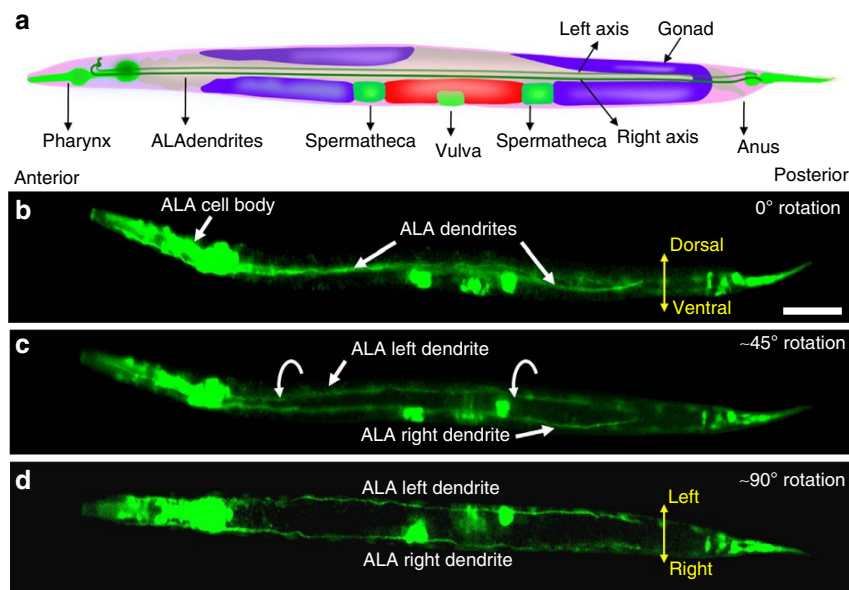 a
Left axis
Gonad
Pharynx
ALAdendrites
Spermatheca
Vulva
Spermatheca
Right axis
Anus
Anterior
Posterior
b
ALA cell body
ALA dendrites
0° rotation
Dorsal
Ventral
c
ALA left dendrite
~45° rotation
ALA right dendrite
d
ALA left dendrite
~90° rotation
Left
ALA right dendrite
Right